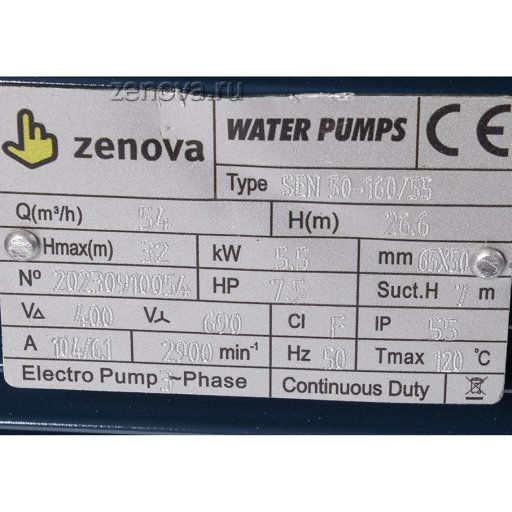 zenova.ru
zenova WATER PUMPS CE
Type SEN 50-160/55
Q(m³/h) 54 H(m) 26.6
Hmax(m) 32 kW 5.5 mm 65X50
Nº 20230910054 HP 7.5 Suct.H 7 m
V△ 400 V⅄ 690 Cl F IP 55
A 10.4/6.1 2900 min⁻¹ Hz 50 Tmax 120 °C
Electro Pump 3~Phase Continuous Duty